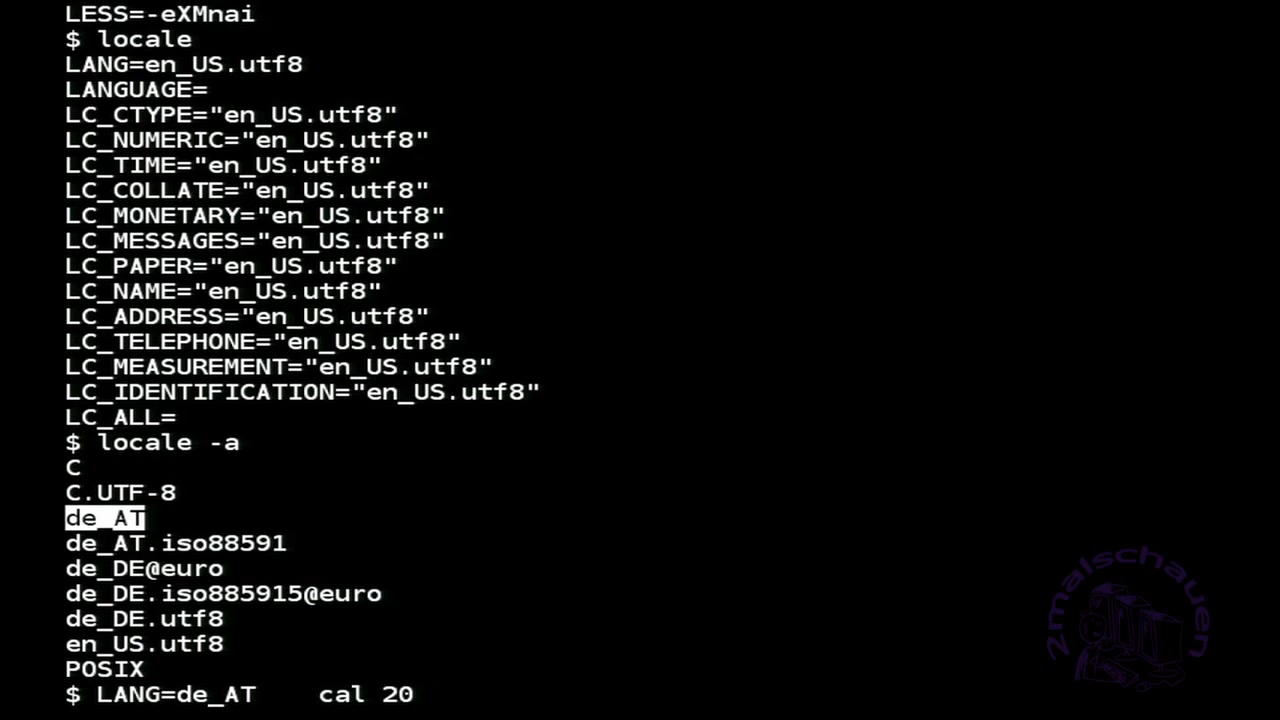 LESS=-eXMnai
$ locale
LANG=en_US.utf8
LANGUAGE=
LC_CTYPE="en_US.utf8"
LC_NUMERIC="en_US.utf8"
LC_TIME="en_US.utf8"
LC_COLLATE="en_US.utf8"
LC_MONETARY="en_US.utf8"
LC_MESSAGES="en_US.utf8"
LC_PAPER="en_US.utf8"
LC_NAME="en_US.utf8"
LC_ADDRESS="en_US.utf8"
LC_TELEPHONE="en_US.utf8"
LC_MEASUREMENT="en_US.utf8"
LC_IDENTIFICATION="en_US.utf8"
LC_ALL=
$ locale -a
C
C.UTF-8
de_AT
de_AT.iso88591
de_DE@euro
de_DE.iso885915@euro
de_DE.utf8
en_US.utf8
POSIX
$ LANG=de_AT    cal 20
2malschauen